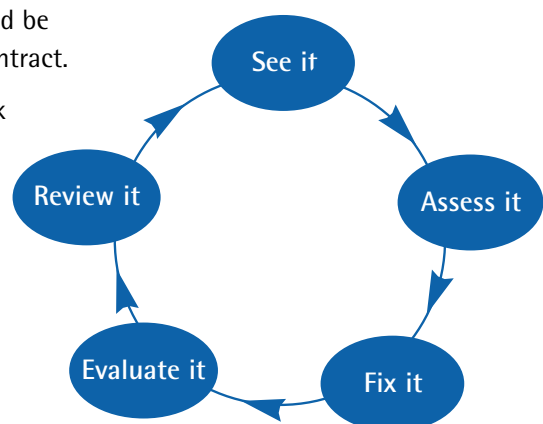 d be
ntract.
k
See it
Assess it
Fix it
Evaluate it
Review it